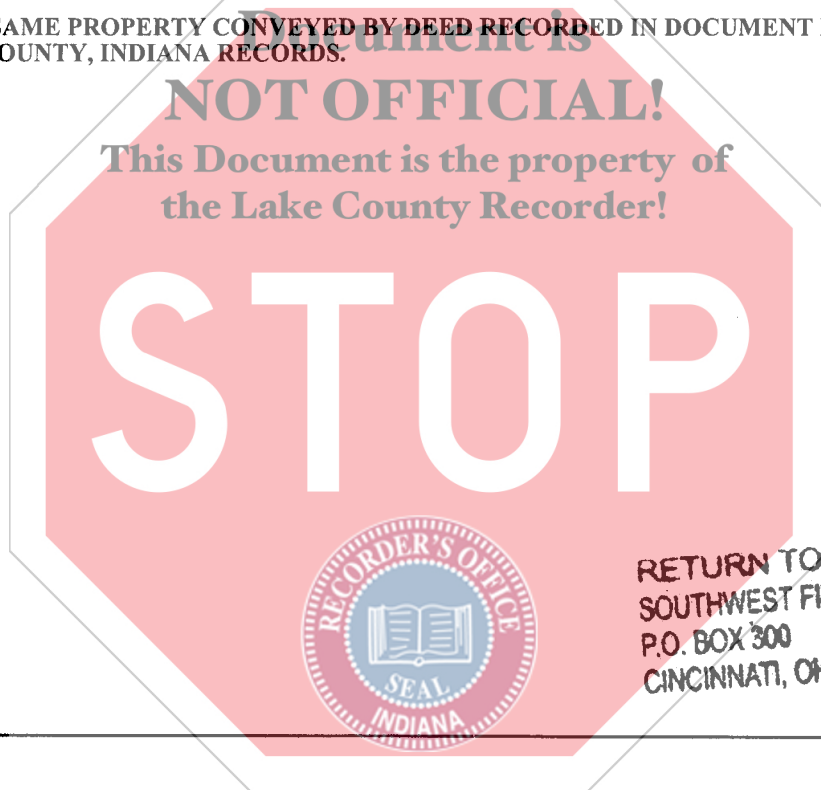 SAME PROPERTY CONVEYED BY DEED RECORDED IN DOCUMENT
COUNTY, INDIANA RECORDS.
Document is
NOT OFFICIAL!
This Document is the property of
the Lake County Recorder!
STOP
RECORDER'S OFFICE
SEAL
INDIANA
RETURN TO
SOUTHWEST FI
P.O. BOX 300
CINCINNATI, OH